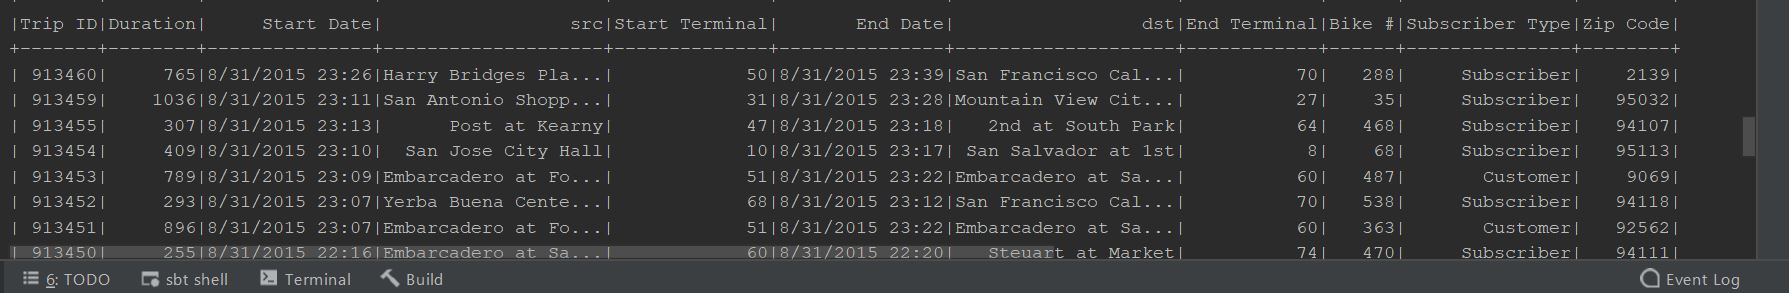 |Trip ID|Duration|     Start Date|                 src|Start Terminal|       End Date|                 dst|End Terminal|Bike #|Subscriber Type|Zip Code|
+-------+--------+---------------+--------------------+--------------+---------------+--------------------+------------+------+---------------+--------+
| 913460|     765|8/31/2015 23:26|Harry Bridges Pla...|            50|8/31/2015 23:39|San Francisco Cal...|          70|   288|     Subscriber|    2139|
| 913459|    1036|8/31/2015 23:11|San Antonio Shopp...|            31|8/31/2015 23:28|Mountain View Cit...|          27|    35|     Subscriber|   95032|
| 913455|     307|8/31/2015 23:13|      Post at Kearny|            47|8/31/2015 23:18|   2nd at South Park|          64|   468|     Subscriber|   94107|
| 913454|     409|8/31/2015 23:10|  San Jose City Hall|            10|8/31/2015 23:17| San Salvador at 1st|           8|    68|     Subscriber|   95113|
| 913453|     789|8/31/2015 23:09|Embarcadero at Fo...|            51|8/31/2015 23:22|Embarcadero at Sa...|          60|   487|       Customer|    9069|
| 913452|     293|8/31/2015 23:07|Yerba Buena Cente...|            68|8/31/2015 23:12|San Francisco Cal...|          70|   538|     Subscriber|   94118|
| 913451|     896|8/31/2015 23:07|Embarcadero at Fo...|            51|8/31/2015 23:22|Embarcadero at Sa...|          60|   363|       Customer|   92562|
| 913450|     255|8/31/2015 22:16|Embarcadero at Sa...|            60|8/31/2015 22:20|   Steuart at Market|          74|   470|     Subscriber|   94111|
6: TODO sbt shell Terminal Build Event Log